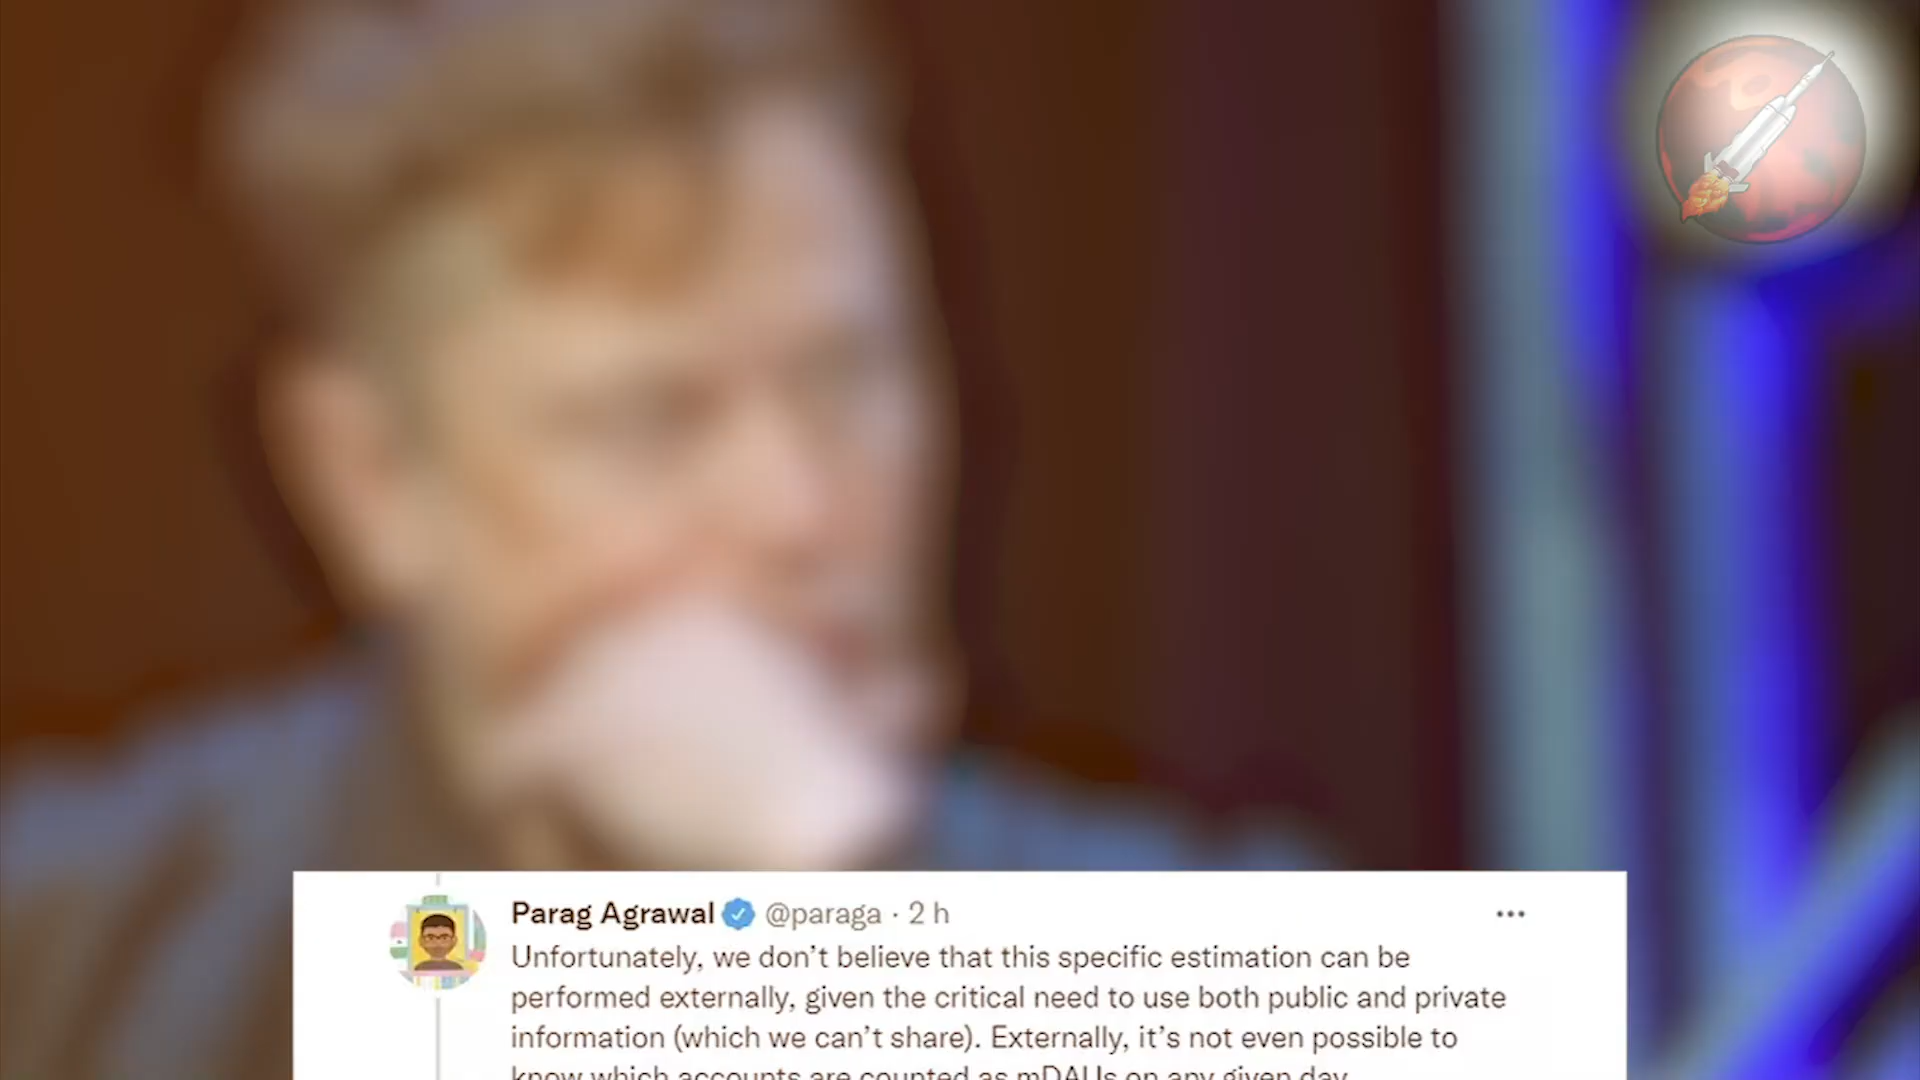 Parag Agrawal @paraga · 2 h
Unfortunately, we don't believe that this specific estimation can be
performed externally, given the critical need to use both public and private
information (which we can't share). Externally, it's not even possible to
know which accounts are counted as mDAUs on any given day.